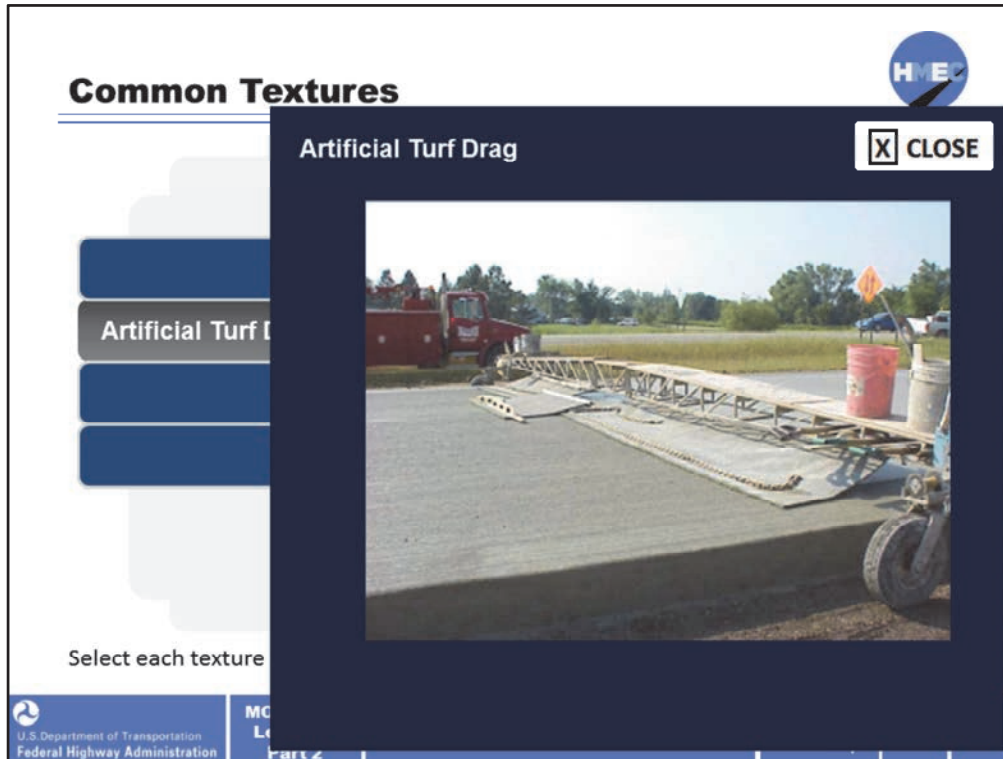 Common Textures
HMEC
Artificial Turf Drag
X CLOSE
Artificial Turf
Select each texture
U.S. Department of Transportation
Federal Highway Administration
Part 2